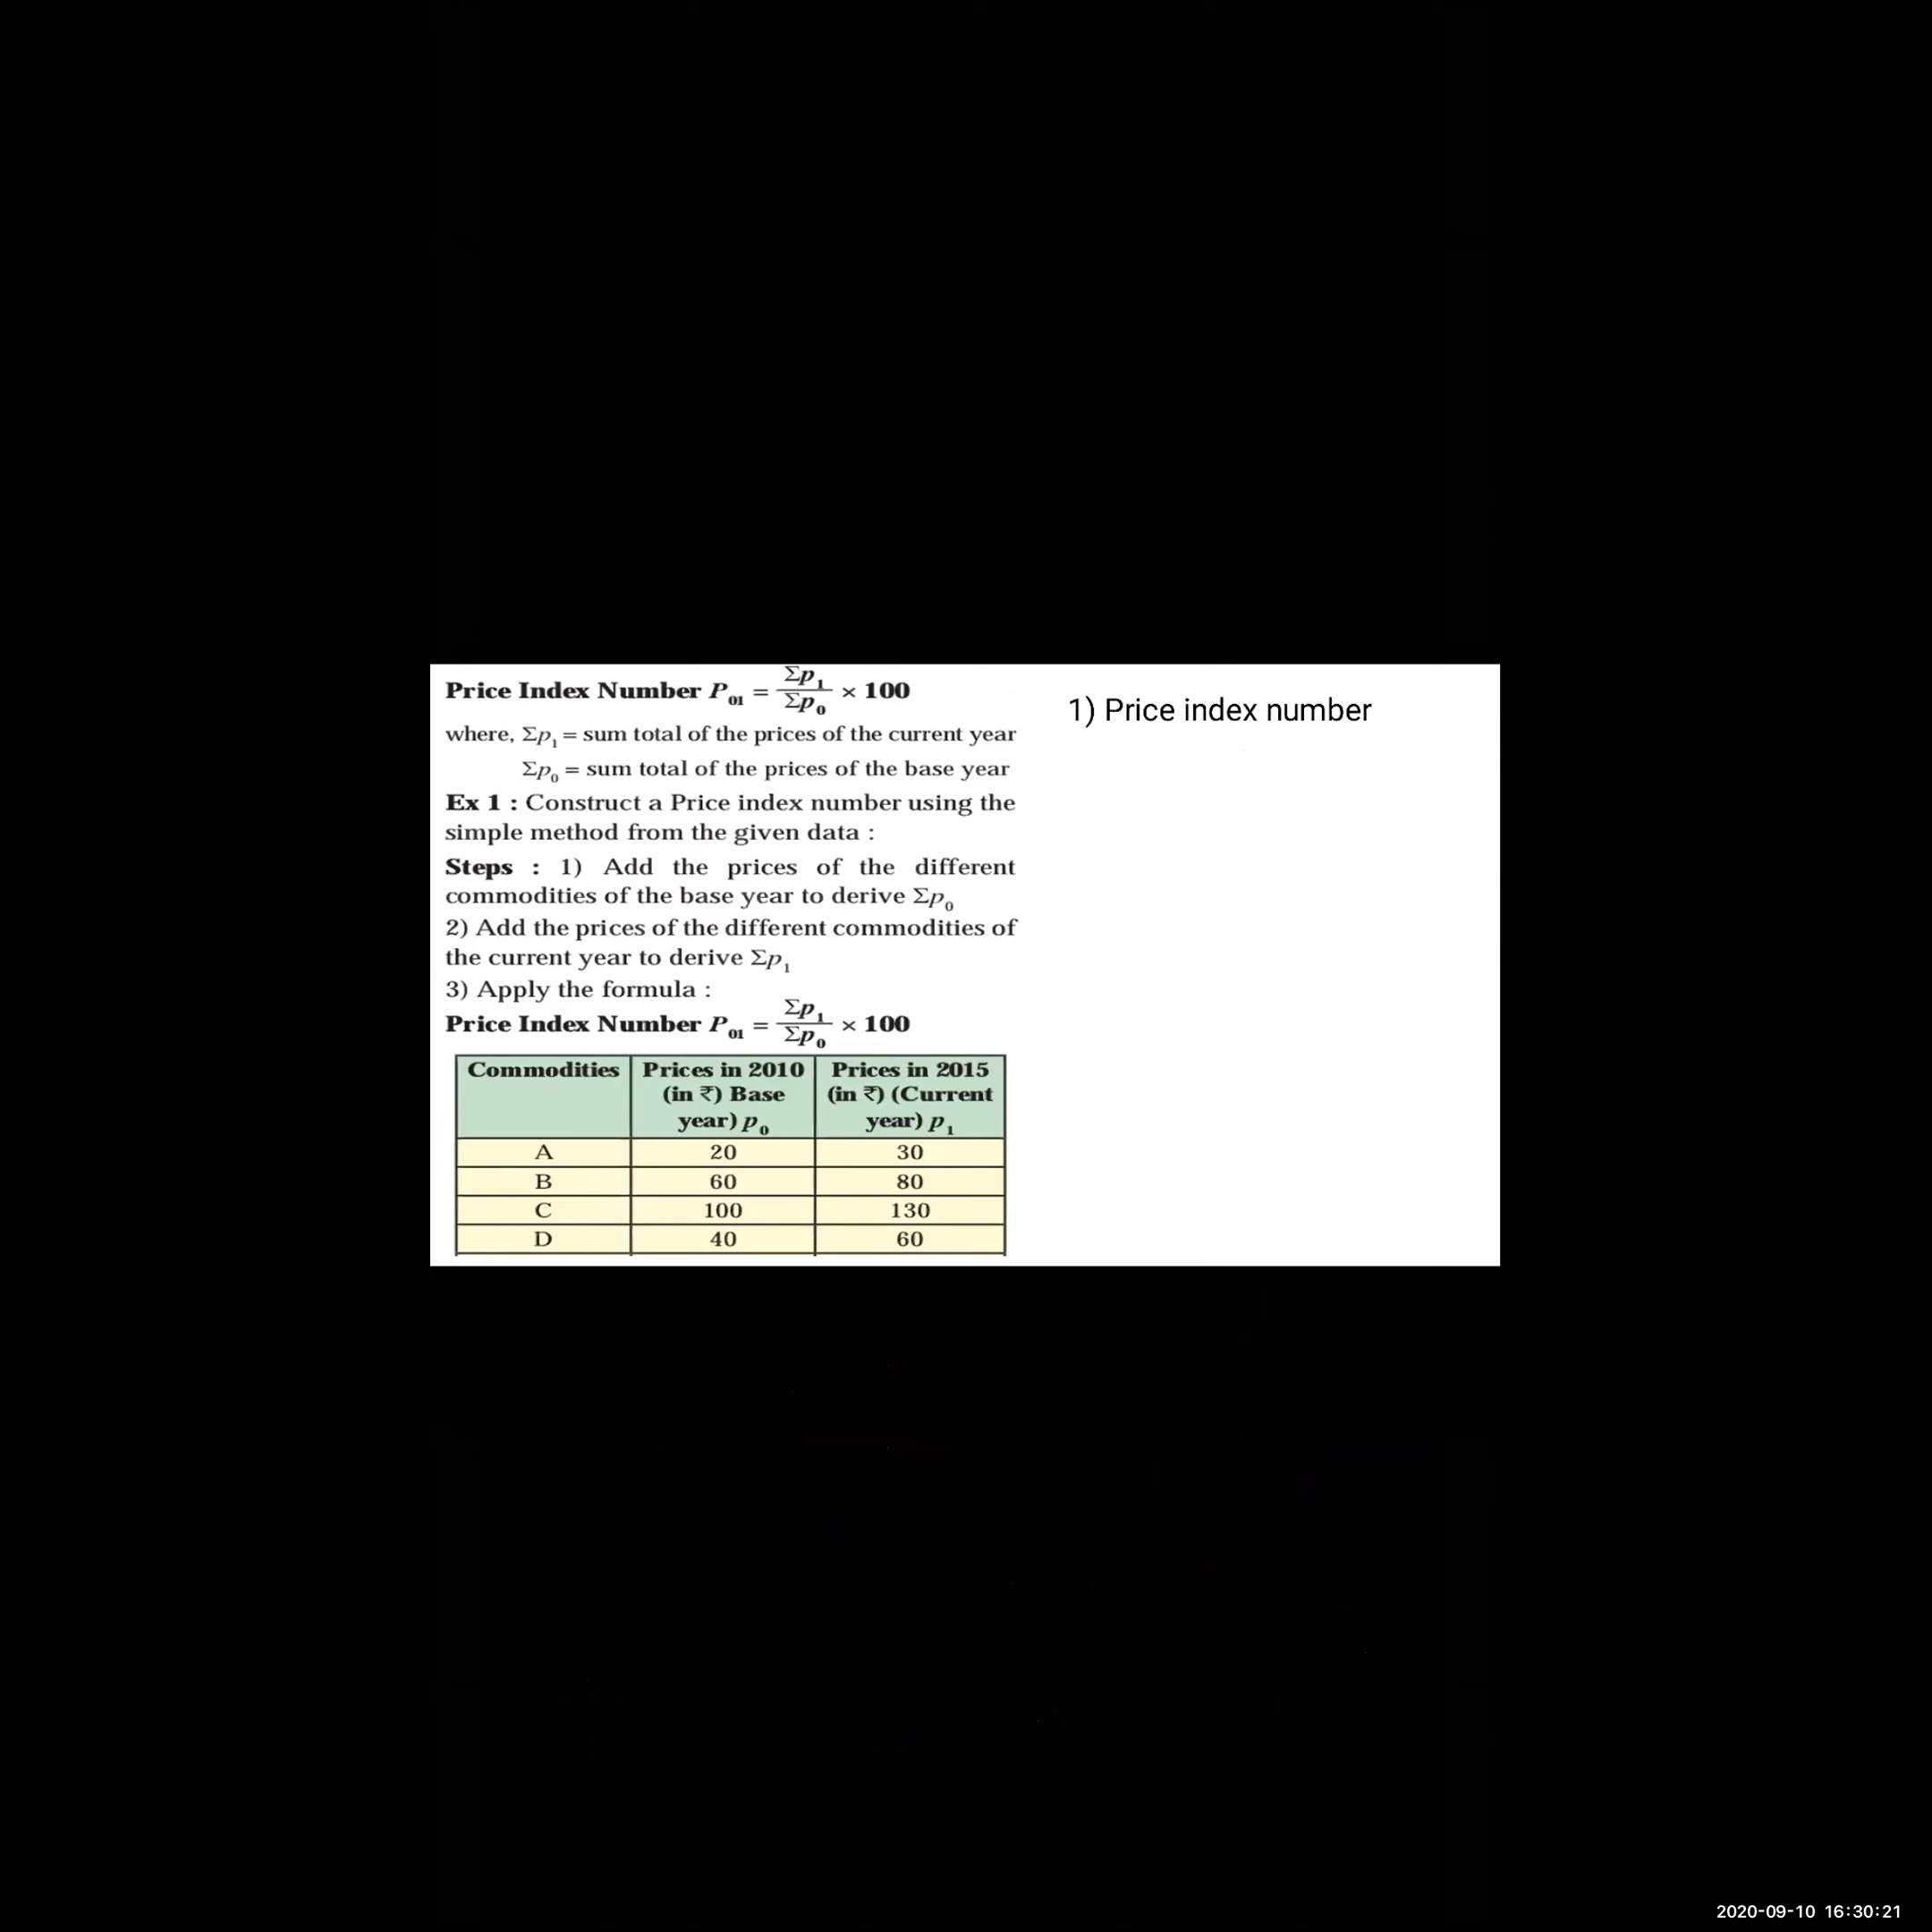 Price Index Number P₀₁ = Σp₁ / Σp₀ × 100
where, Σp₁ = sum total of the prices of the current year
Σp₀ = sum total of the prices of the base year
Ex 1 : Construct a Price index number using the
simple method from the given data :
Steps : 1) Add the prices of the different
commodities of the base year to derive Σp₀
2) Add the prices of the different commodities of
the current year to derive Σp₁
3) Apply the formula :
Price Index Number P₀₁ = Σp₁ / Σp₀ × 100
Commodities Prices in 2010 Prices in 2015
(in ₹) Base (in ₹) (Current
year) p₀ year) p₁
A 20 30
B 60 80
C 100 130
D 40 60
1) Price index number
2020-09-10 16:30:21